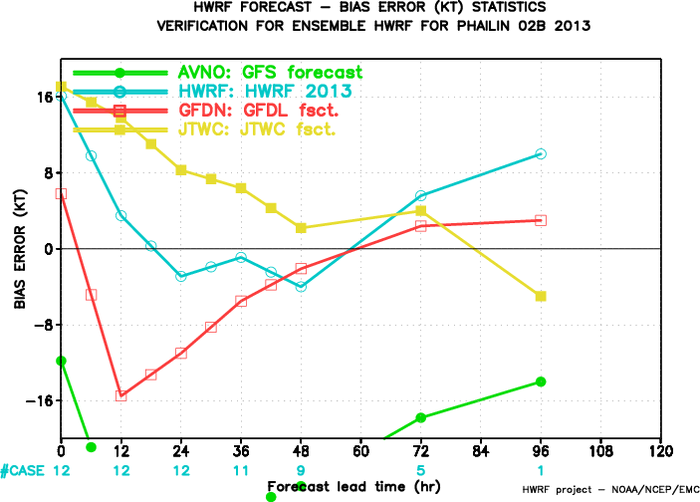 HWRF FORECAST – BIAS ERROR (KT) STATISTICS
VERIFICATION FOR ENSEMBLE HWRF FOR PHAILIN 02B 2013
AVNO: GFS forecast
HWRF: HWRF 2013
GFDN: GFDL fsct.
JTWC: JTWC fsct.
BIAS ERROR (KT)
16
8
0
-8
-16
0 12 24 36 48 60 72 84 96 108 120
#CASE 12 12 12 11 9 5 1
Forecast lead time (hr)
HWRF project – NOAA/NCEP/EMC